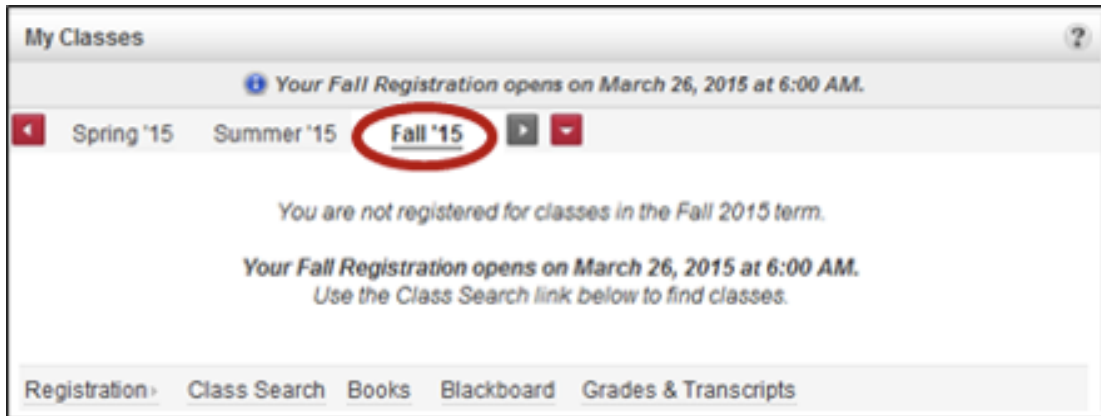 My Classes ?
Your Fall Registration opens on March 26, 2015 at 6:00 AM.
Spring '15 Summer '15 Fall '15
You are not registered for classes in the Fall 2015 term.
Your Fall Registration opens on March 26, 2015 at 6:00 AM.
Use the Class Search link below to find classes.
Registration Class Search Books Blackboard Grades & Transcripts